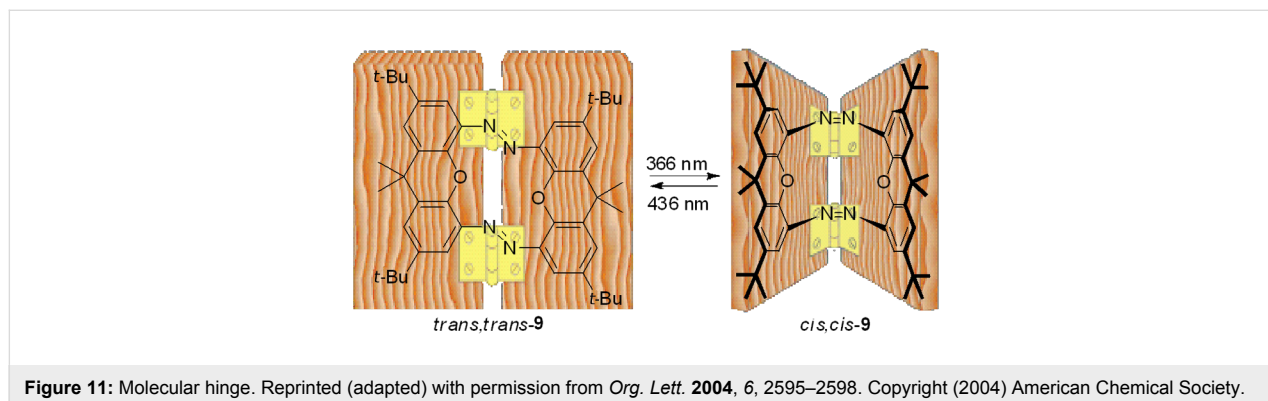 t-Bu
t-Bu
N
N
O
O
N
N
t-Bu
t-Bu
trans,trans-9
366 nm
436 nm
N=N
O
O
N=N
cis,cis-9
Figure 11: Molecular hinge. Reprinted (adapted) with permission from Org. Lett. 2004, 6, 2595–2598. Copyright (2004) American Chemical Society.